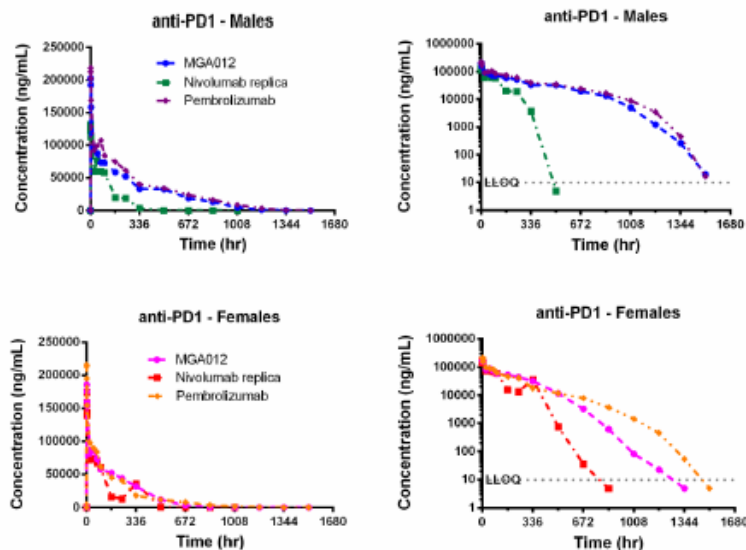 anti-PD1 - Males
Concentration (ng/mL)
250000
200000
150000
100000
50000
0
MGA012
Nivolumab replica
Pembrolizumab
0 336 672 1008 1344 1680
Time (hr)
anti-PD1 - Males
Concentration (ng/mL)
1000000
100000
10000
1000
100
10
1
LLOQ
0 336 672 1008 1344 1680
Time (hr)
anti-PD1 - Females
Concentration (ng/mL)
250000
200000
150000
100000
50000
0
MGA012
Nivolumab replica
Pembrolizumab
0 336 672 1008 1344 1680
Time (hr)
anti-PD1 - Females
Concentration (ng/mL)
1000000
100000
10000
1000
100
10
1
LLOQ
0 336 672 1008 1344 1680
Time (hr)